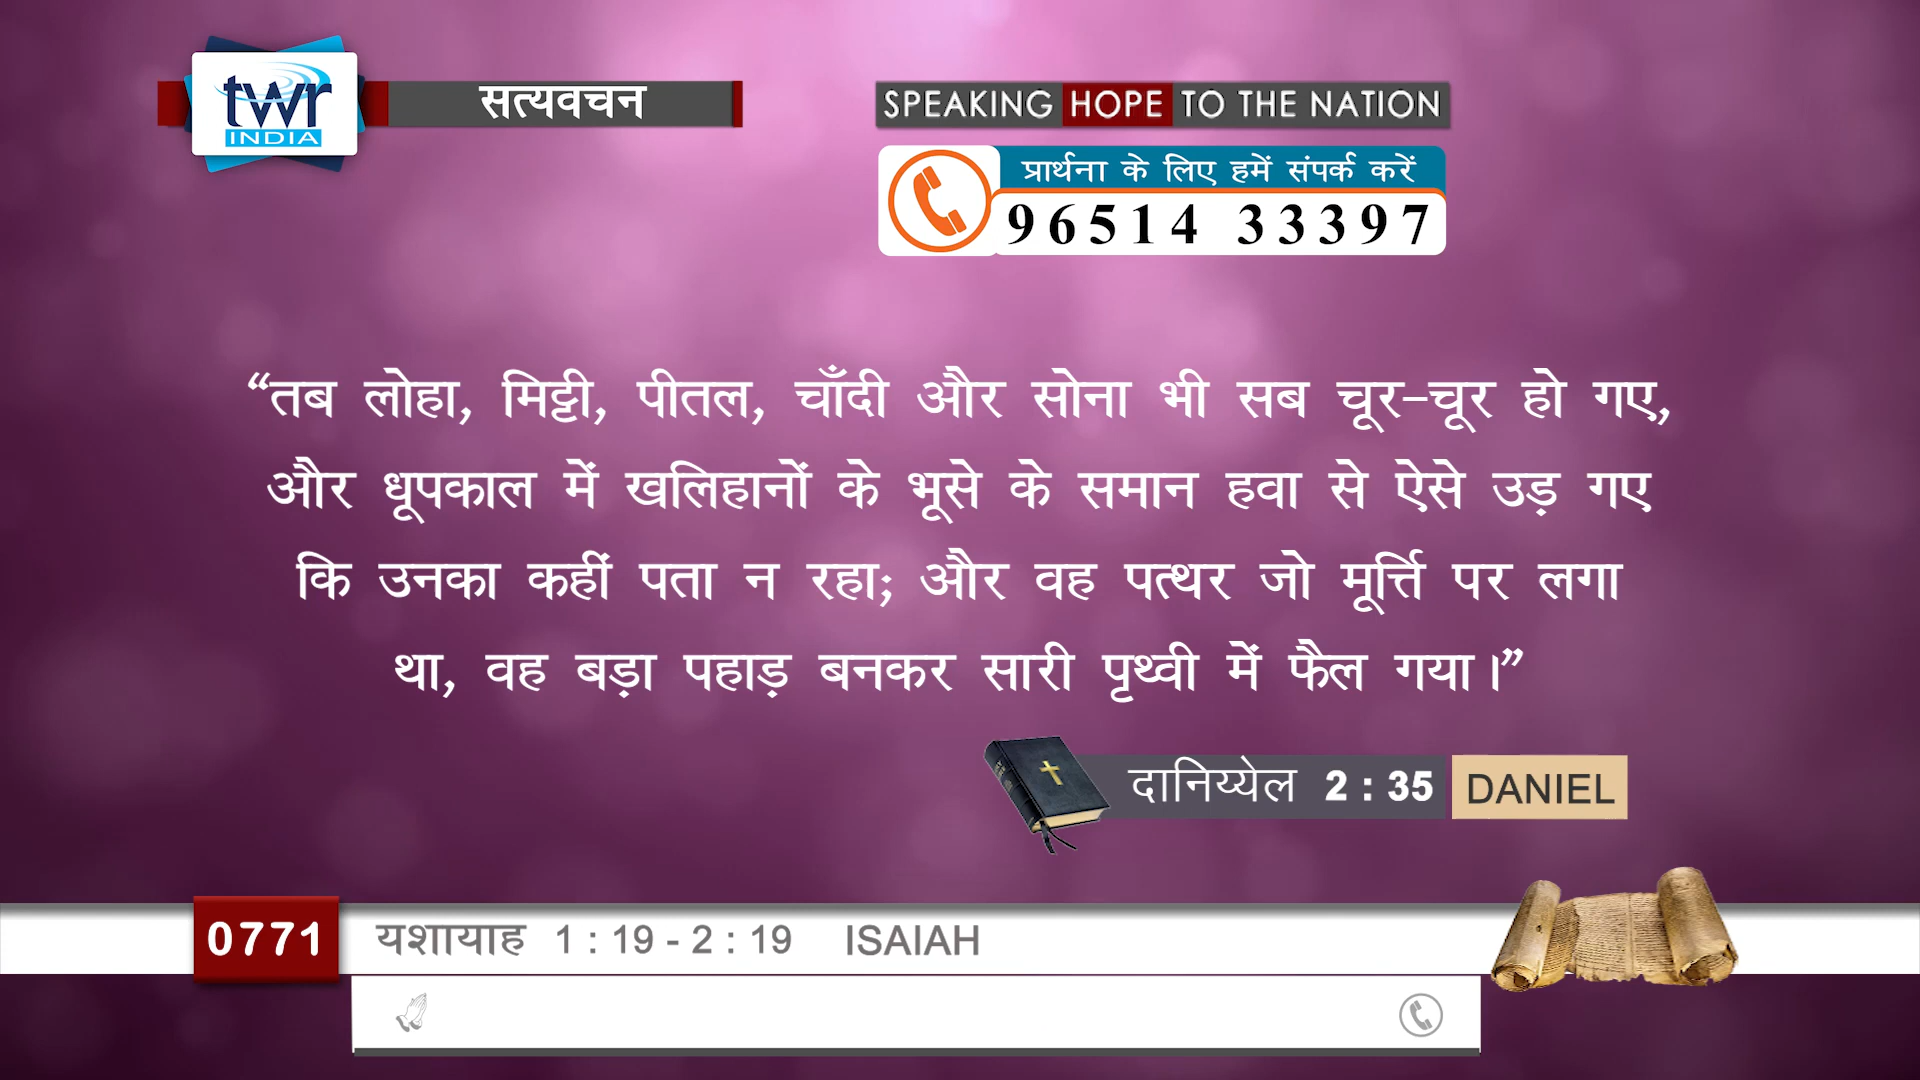 twr
INDIA
सत्यवचन
SPEAKING HOPE TO THE NATION
प्रार्थना के लिए हमें संपर्क करें
96514 33397
“तब लोहा, मिट्टी, पीतल, चाँदी और सोना भी सब चूर-चूर हो गए,
और धूपकाल में खलिहानों के भूसे के समान हवा से ऐसे उड़ गए
कि उनका कहीं पता न रहा; और वह पत्थर जो मूर्त्ति पर लगा
था, वह बड़ा पहाड़ बनकर सारी पृथ्वी में फैल गया।”
दानिय्येल 2 : 35 DANIEL
0771 यशायाह 1 : 19 - 2 : 19 ISAIAH